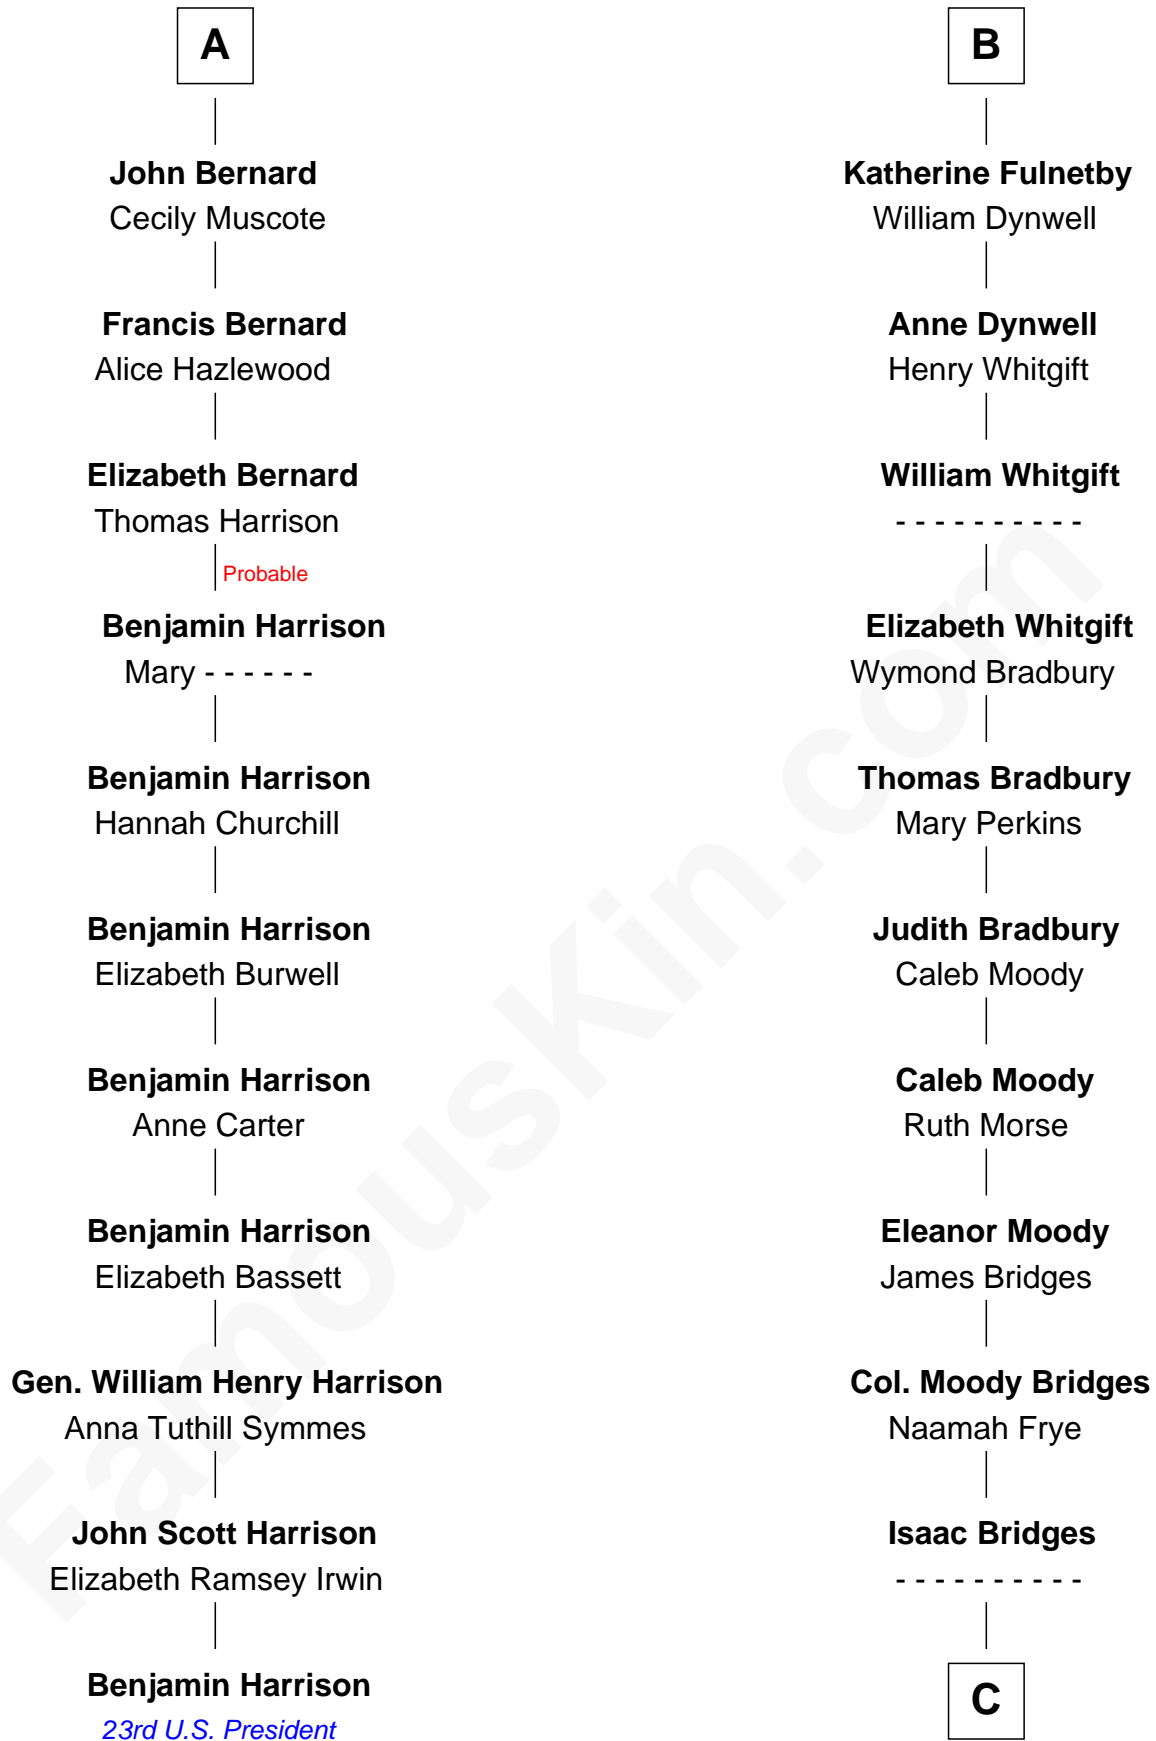 A
John Bernard
Cecily Muscote
Francis Bernard
Alice Hazlewood
Elizabeth Bernard
Thomas Harrison
Probable
Benjamin Harrison
Mary - - - - - -
Benjamin Harrison
Hannah Churchill
Benjamin Harrison
Elizabeth Burwell
Benjamin Harrison
Anne Carter
Benjamin Harrison
Elizabeth Bassett
Gen. William Henry Harrison
Anna Tuthill Symmes
John Scott Harrison
Elizabeth Ramsey Irwin
Benjamin Harrison
23rd U.S. President
B
Katherine Fulnetby
William Dynwell
Anne Dynwell
Henry Whitgift
William Whitgift
- - - - - - - - - -
Elizabeth Whitgift
Wymond Bradbury
Thomas Bradbury
Mary Perkins
Judith Bradbury
Caleb Moody
Caleb Moody
Ruth Morse
Eleanor Moody
James Bridges
Col. Moody Bridges
Naamah Frye
Isaac Bridges
- - - - - - - - - -
C
FamousKin.com